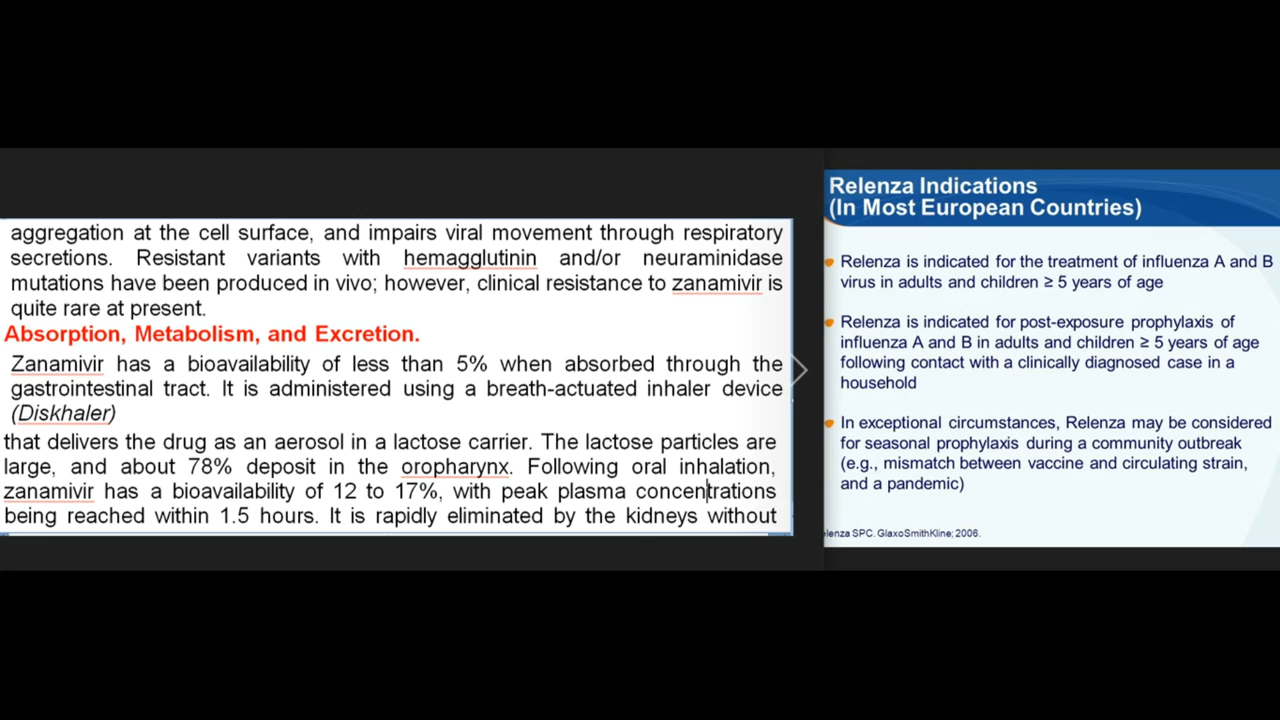 aggregation at the cell surface, and impairs viral movement through respiratory
secretions. Resistant variants with hemagglutinin and/or neuraminidase
mutations have been produced in vivo; however, clinical resistance to zanamivir is
quite rare at present.
Absorption, Metabolism, and Excretion.
Zanamivir has a bioavailability of less than 5% when absorbed through the
gastrointestinal tract. It is administered using a breath-actuated inhaler device
(Diskhaler)
that delivers the drug as an aerosol in a lactose carrier. The lactose particles are
large, and about 78% deposit in the oropharynx. Following oral inhalation,
zanamivir has a bioavailability of 12 to 17%, with peak plasma concentrations
being reached within 1.5 hours. It is rapidly eliminated by the kidneys without
Relenza Indications
(In Most European Countries)
Relenza is indicated for the treatment of influenza A and B
virus in adults and children ≥ 5 years of age
Relenza is indicated for post-exposure prophylaxis of
influenza A and B in adults and children ≥ 5 years of age
following contact with a clinically diagnosed case in a
household
In exceptional circumstances, Relenza may be considered
for seasonal prophylaxis during a community outbreak
(e.g., mismatch between vaccine and circulating strain,
and a pandemic)
elenza SPC. GlaxoSmithKline; 2006.